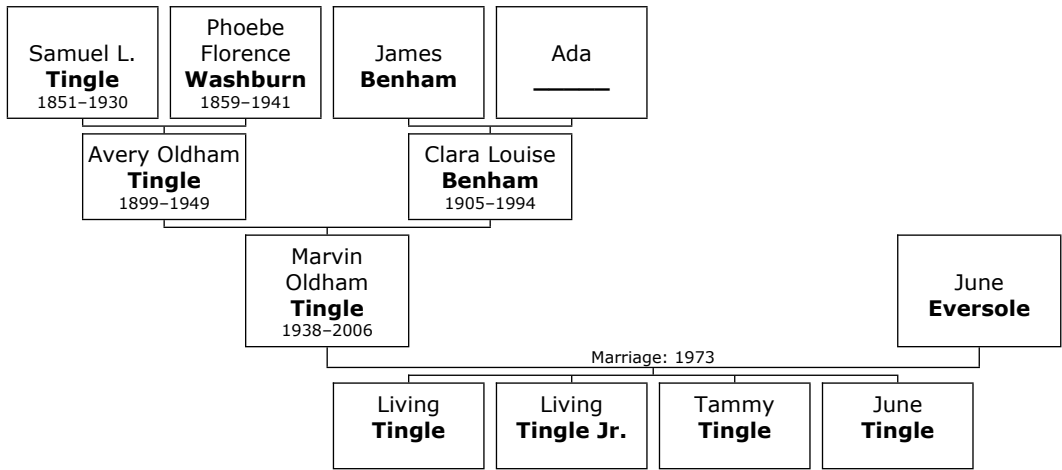 Samuel L.
Tingle
1851–1930
Phoebe
Florence
Washburn
1859–1941
James
Benham
Ada
_____
Avery Oldham
Tingle
1899–1949
Clara Louise
Benham
1905–1994
Marvin
Oldham
Tingle
1938–2006
June
Eversole
Marriage: 1973
Living
Tingle
Living
Tingle Jr.
Tammy
Tingle
June
Tingle